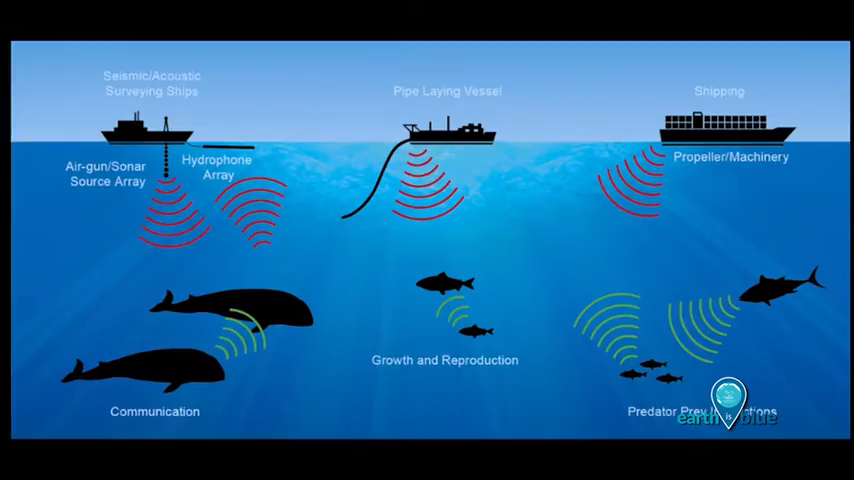 Seismic/Acoustic
Surveying Ships
Pipe Laying Vessel
Shipping
Air-gun/Sonar
Source Array
Hydrophone
Array
Propeller/Machinery
Growth and Reproduction
Communication
Predator Prey
earth is blue